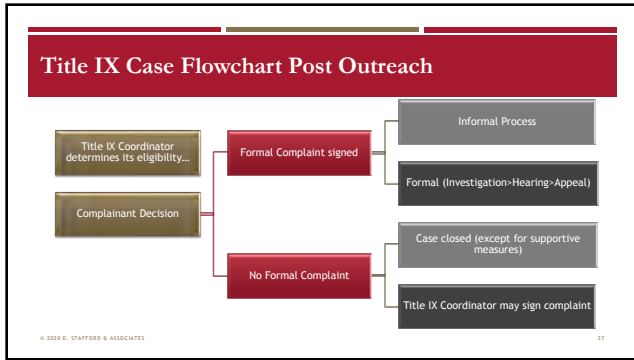 Title IX Case Flowchart Post Outreach
Title IX Coordinator
determines its eligibility…
Complainant Decision
Formal Complaint signed
Informal Process
Formal (Investigation>Hearing>Appeal)
No Formal Complaint
Case closed (except for supportive
measures)
Title IX Coordinator may sign complaint
© 2020 D. STAFFORD & ASSOCIATES
37